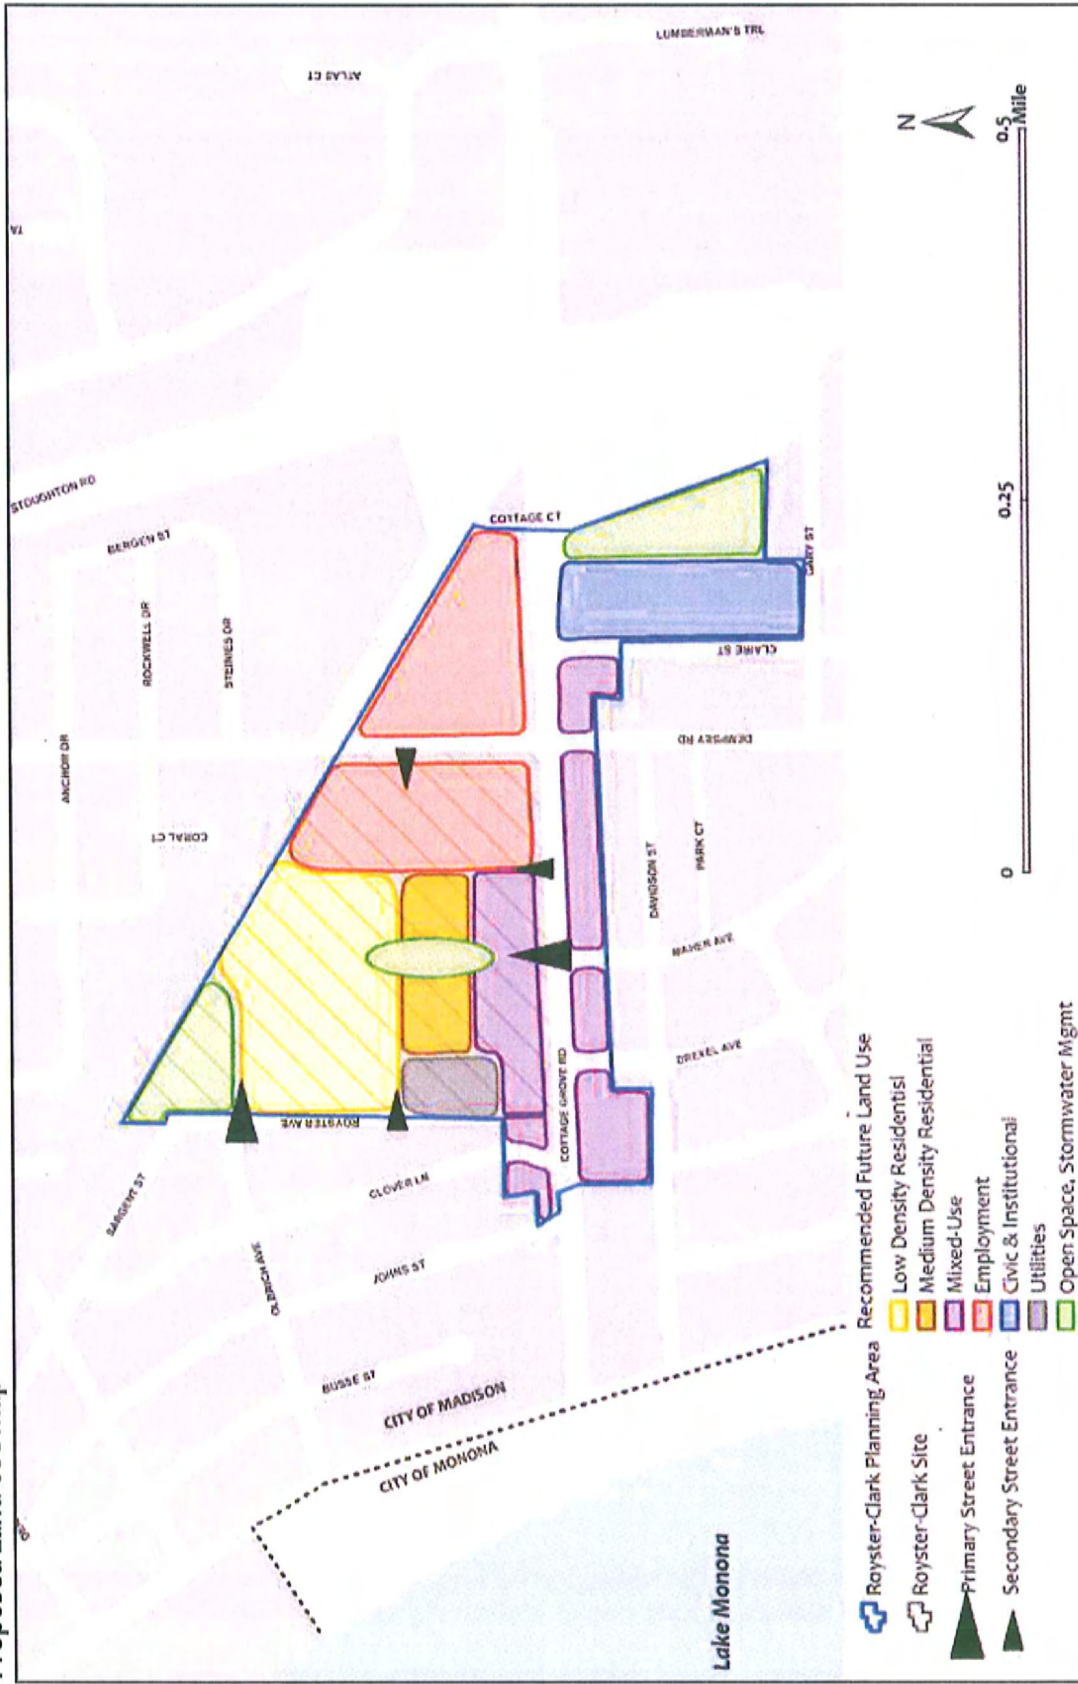 LUMBERMAN'S TRL
ATLAS CT
TA
STOUGHTON RD
BERGEN ST
ROCKWELL DR
STEINIES DR
ANCHOR DR
CORAL CT
COTTAGE CT
GARY ST
CLAIRE ST
DEMPSEY RD
DAVIDSON ST
PARK CT
MAHER AVE
DREXEL AVE
COTTAGE GROVE RD
ROYSTER AVE
SARGENT ST
CLOVER LN
OLBRICH AVE
JOHNS ST
BUSSE ST
CITY OF MADISON
CITY OF MONONA
Lake Monona
N
0
0.25
0.5
Mile
Royster-Clark Planning Area
Royster-Clark Site
Primary Street Entrance
Secondary Street Entrance
Recommended Future Land Use
Low Density Residential
Medium Density Residential
Mixed-Use
Employment
Civic & Institutional
Utilities
Open Space, Stormwater Mgmt